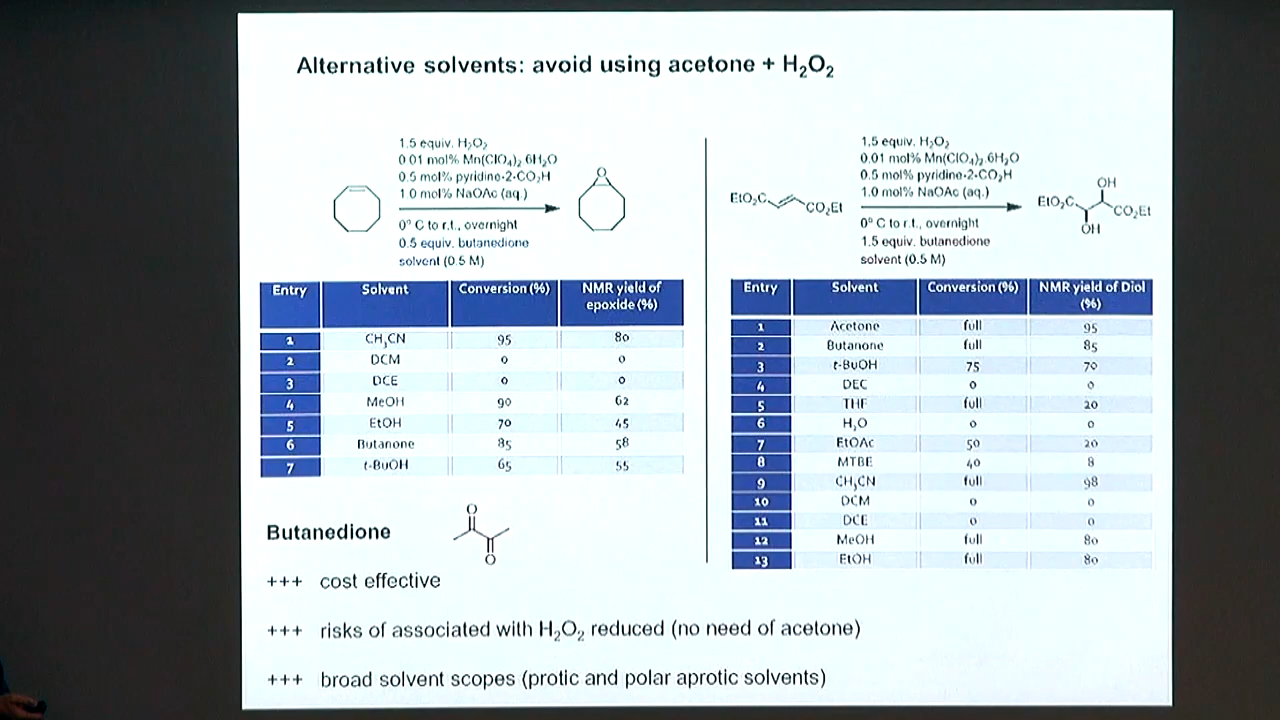 Alternative solvents: avoid using acetone + H₂O₂
1.5 equiv. H₂O₂
0.01 mol% Mn(ClO₄)₂ 6H₂O
0.5 mol% pyridine-2-CO₂H
1.0 mol% NaOAc (aq.)
0° C to r.t., overnight
0.5 equiv. butanedione
solvent (0.5 M)
O
Entry Solvent Conversion (%) NMR yield of epoxide (%)
1 CH₃CN 95 80
2 DCM 0 0
3 DCE 0 0
4 MeOH 90 62
5 EtOH 70 45
6 Butanone 85 58
7 t-BuOH 65 55
EtO₂C
CO₂Et
1.5 equiv. H₂O₂
0.01 mol% Mn(ClO₄)₂ 6H₂O
0.5 mol% pyridine-2-CO₂H
1.0 mol% NaOAc (aq.)
0° C to r.t., overnight
1.5 equiv. butanedione
solvent (0.5 M)
OH
EtO₂C
CO₂Et
OH
Entry Solvent Conversion (%) NMR yield of Diol (%)
1 Acetone full 95
2 Butanone full 85
3 t-BuOH 75 70
4 DEC 0 0
5 THF full 20
6 H₂O 0 0
7 EtOAc 50 20
8 MTBE 40 8
9 CH₃CN full 98
10 DCM 0 0
11 DCE 0 0
12 MeOH full 80
13 EtOH full 80
Butanedione
O
O
+++ cost effective
+++ risks of associated with H₂O₂ reduced (no need of acetone)
+++ broad solvent scopes (protic and polar aprotic solvents)